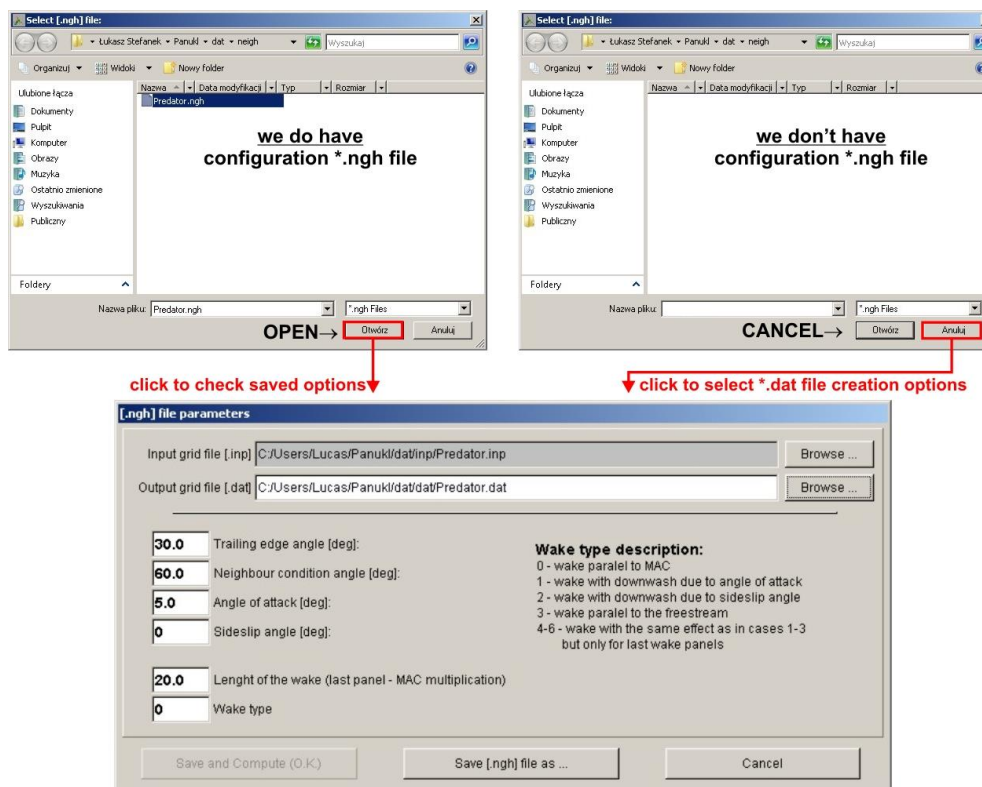 Select [.ngh] file:
Łukasz Stefanek Panukl dat neigh
Wyszukaj
Organizuj Widoki Nowy folder
Ulubione łącza
Dokumenty
Pulpit
Komputer
Obrazy
Muzyka
Ostatnio zmienione
Wyszukiwania
Publiczny
Foldery
Nazwa Data modyfikacji Typ Rozmiar
Predator.ngh
we do have
configuration *.ngh file
Nazwa pliku: Predator.ngh *.ngh Files
OPEN→ Otwórz Anuluj
Select [.ngh] file:
Łukasz Stefanek Panukl dat neigh
Wyszukaj
Organizuj Widoki Nowy folder
Ulubione łącza
Dokumenty
Pulpit
Komputer
Obrazy
Muzyka
Ostatnio zmienione
Wyszukiwania
Publiczny
Foldery
Nazwa Data modyfikacji Typ Rozmiar
we don't have
configuration *.ngh file
Nazwa pliku: *.ngh Files
CANCEL→ Otwórz Anuluj
click to check saved options
click to select *.dat file creation options
[.ngh] file parameters
Input grid file [.inp] C:/Users/Lucas/Panukl/dat/inp/Predator.inp Browse ...
Output grid file [.dat] C:/Users/Lucas/Panukl/dat/dat/Predator.dat Browse ...
30.0 Trailing edge angle [deg]:
60.0 Neighbour condition angle [deg]:
5.0 Angle of attack [deg]:
0 Sideslip angle [deg]:
20.0 Lenght of the wake (last panel - MAC multiplication)
0 Wake type
Wake type description:
0 - wake paralel to MAC
1 - wake with downwash due to angle of attack
2 - wake with downwash due to sideslip angle
3 - wake paralel to the freestream
4-6 - wake with the same effect as in cases 1-3
but only for last wake panels
Save and Compute (O.K.) Save [.ngh] file as ... Cancel